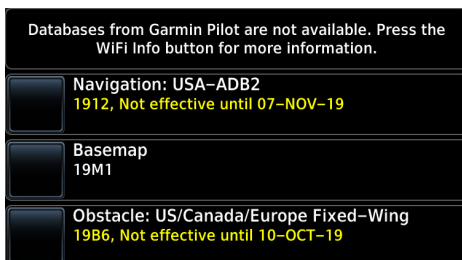 Databases from Garmin Pilot are not available. Press the
WiFi Info button for more information.
Navigation: USA-ADB2
1912, Not effective until 07-NOV-19
Basemap
19M1
Obstacle: US/Canada/Europe Fixed-Wing
19B6, Not effective until 10-OCT-19